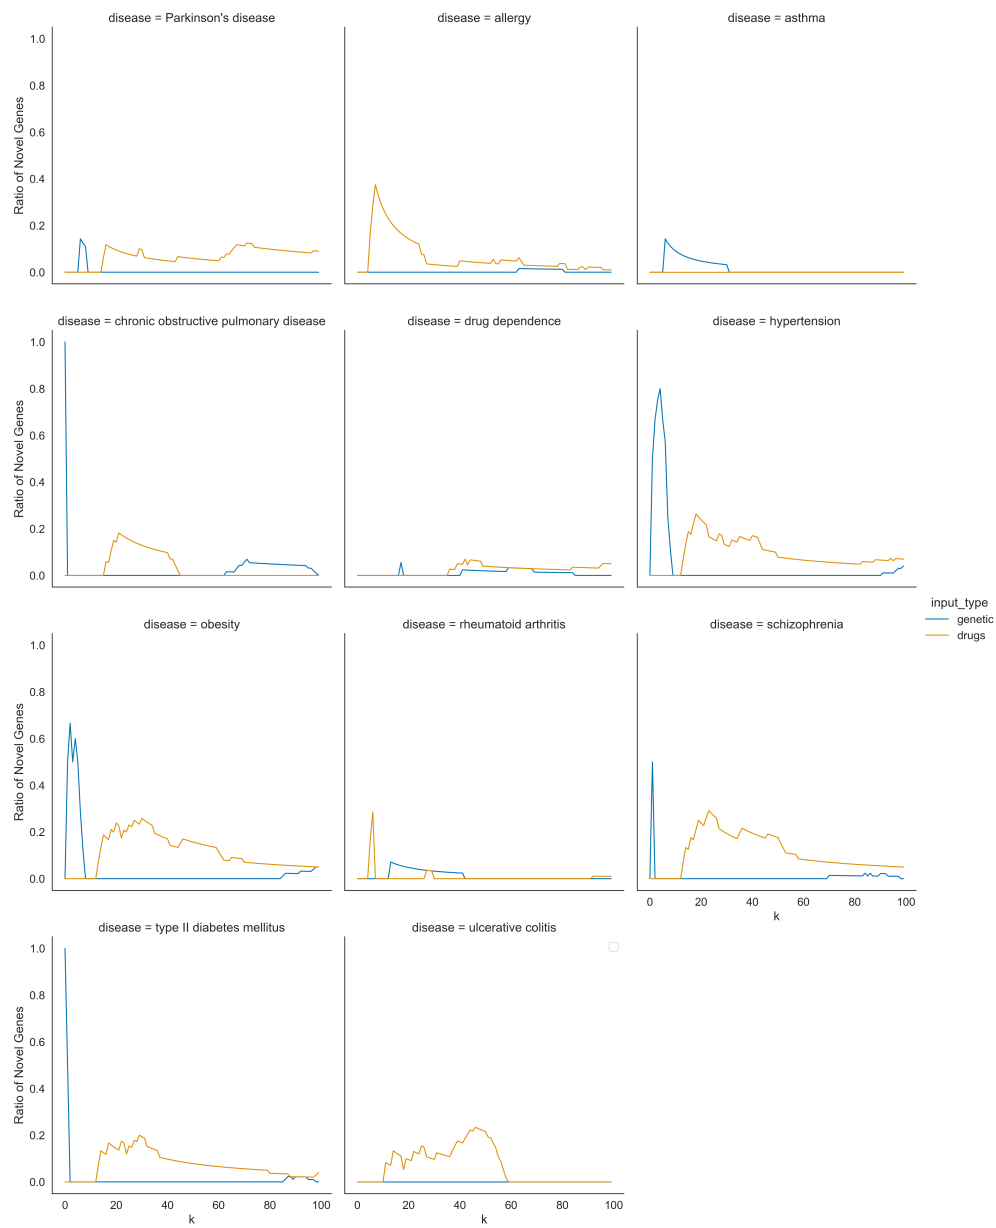 disease = Parkinson's disease
disease = allergy
disease = asthma
1.0
0.8
0.6
0.4
0.2
0.0
Ratio of Novel Genes
disease = chronic obstructive pulmonary disease
disease = drug dependence
disease = hypertension
1.0
0.8
0.6
0.4
0.2
0.0
Ratio of Novel Genes
input_type
genetic
drugs
disease = obesity
disease = rheumatoid arthritis
disease = schizophrenia
1.0
0.8
0.6
0.4
0.2
0.0
Ratio of Novel Genes
0 20 40 60 80 100
k
disease = type II diabetes mellitus
disease = ulcerative colitis
1.0
0.8
0.6
0.4
0.2
0.0
Ratio of Novel Genes
0 20 40 60 80 100
k
0 20 40 60 80 100
k